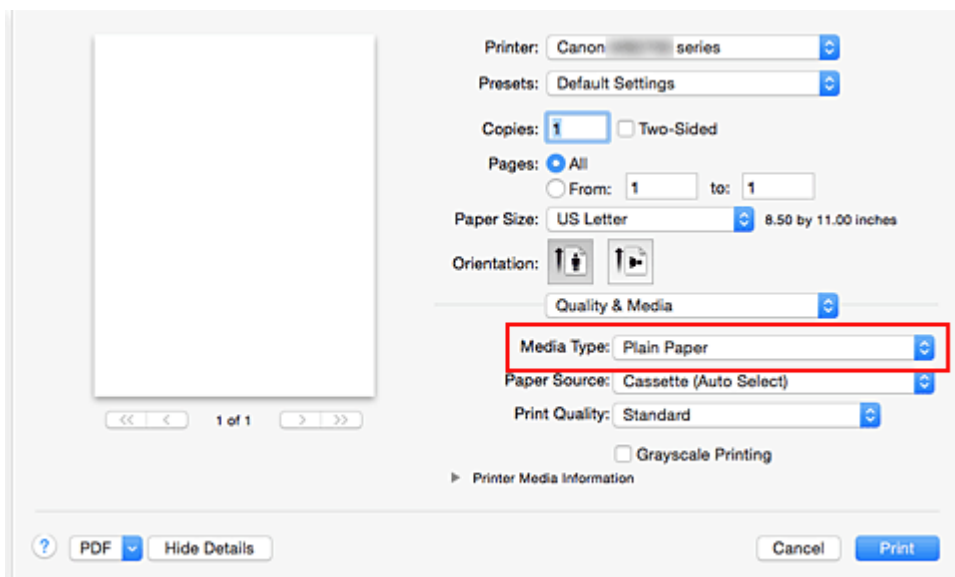 Printer: Canon series
Presets: Default Settings
Copies: 1 Two-Sided
Pages: All
From: 1 to: 1
Paper Size: US Letter 8.50 by 11.00 inches
Orientation:
Quality & Media
Media Type: Plain Paper
Paper Source: Cassette (Auto Select)
Print Quality: Standard
1 of 1
Grayscale Printing
Printer Media Information
? PDF Hide Details Cancel Print